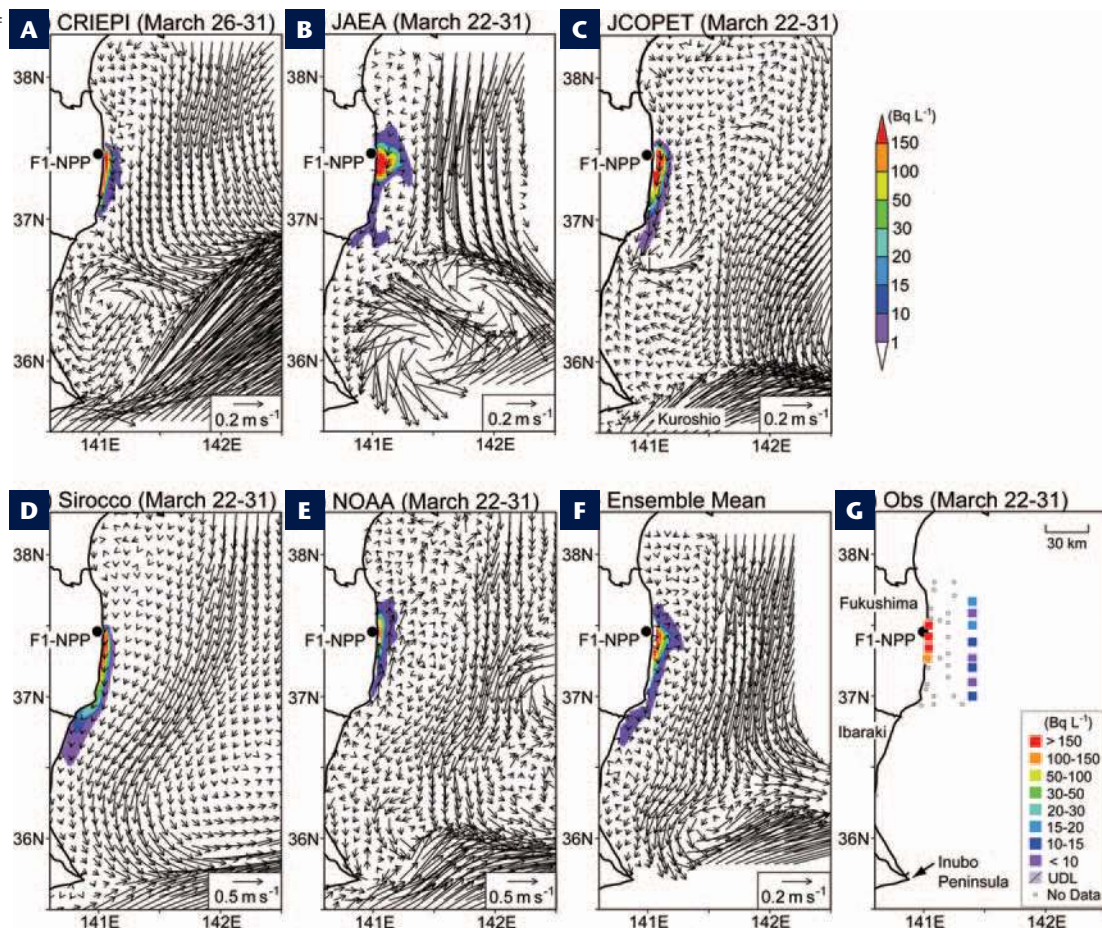 A CRIEPI (March 26-31)
B JAEA (March 22-31)
C JCOPET (March 22-31)
38N
F1-NPP
37N
36N
0.2 m s⁻¹
141E
142E
38N
F1-NPP
37N
36N
0.2 m s⁻¹
141E
142E
38N
F1-NPP
37N
36N
Kuroshio
0.2 m s⁻¹
141E
142E
(Bq L⁻¹)
150
100
50
30
20
15
10
1
D Sirocco (March 22-31)
E NOAA (March 22-31)
F Ensemble Mean
G Obs (March 22-31)
38N
F1-NPP
37N
36N
0.5 m s⁻¹
141E
142E
38N
F1-NPP
37N
36N
0.5 m s⁻¹
141E
142E
38N
F1-NPP
37N
36N
0.2 m s⁻¹
141E
142E
30 km
38N
Fukushima
F1-NPP
37N
Ibaraki
36N
Inubo
Peninsula
(Bq L⁻¹)
> 150
100-150
50-100
30-50
20-30
15-20
10-15
< 10
UDL
No Data
141E
142E